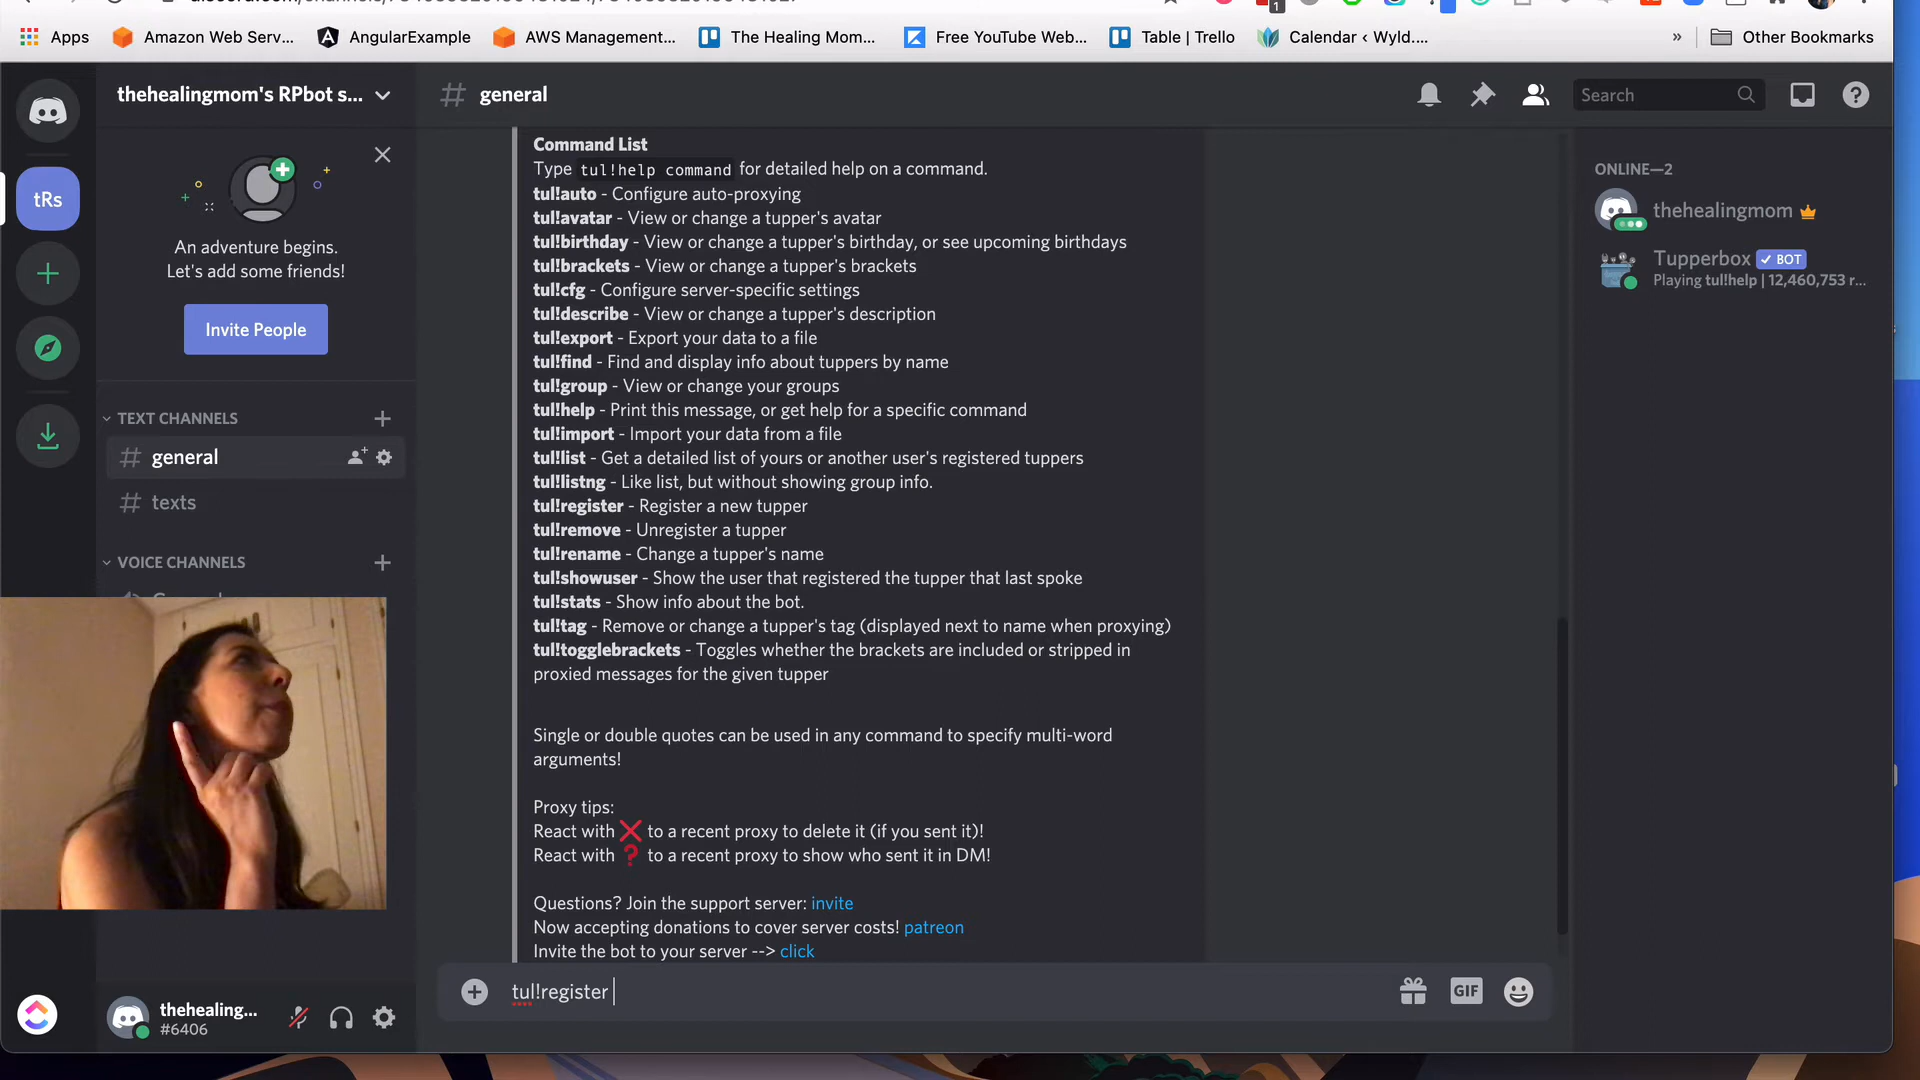 Apps
Amazon Web Serv...
AngularExample
AWS Management...
The Healing Mom...
Free YouTube Web...
Table | Trello
Calendar ‹ Wyld....
»
Other Bookmarks
thehealingmom's RPbot s...
# general
Search
An adventure begins.
Let's add some friends!
Invite People
tRs
TEXT CHANNELS
# general
# texts
VOICE CHANNELS
Command List
Type tul!help command for detailed help on a command.
tul!auto - Configure auto-proxying
tul!avatar - View or change a tupper's avatar
tul!birthday - View or change a tupper's birthday, or see upcoming birthdays
tul!brackets - View or change a tupper's brackets
tul!cfg - Configure server-specific settings
tul!describe - View or change a tupper's description
tul!export - Export your data to a file
tul!find - Find and display info about tuppers by name
tul!group - View or change your groups
tul!help - Print this message, or get help for a specific command
tul!import - Import your data from a file
tul!list - Get a detailed list of yours or another user's registered tuppers
tul!listng - Like list, but without showing group info.
tul!register - Register a new tupper
tul!remove - Unregister a tupper
tul!rename - Change a tupper's name
tul!showuser - Show the user that registered the tupper that last spoke
tul!stats - Show info about the bot.
tul!tag - Remove or change a tupper's tag (displayed next to name when proxying)
tul!togglebrackets - Toggles whether the brackets are included or stripped in
proxied messages for the given tupper
Single or double quotes can be used in any command to specify multi-word
arguments!
Proxy tips:
React with ❌ to a recent proxy to delete it (if you sent it)!
React with ❓ to a recent proxy to show who sent it in DM!
Questions? Join the support server: invite
Now accepting donations to cover server costs! patreon
Invite the bot to your server --> click
tul!register
GIF
ONLINE—2
thehealingmom
Tupperbox ✓ BOT
Playing tul!help | 12,460,753 r...
thehealing...
#6406
1